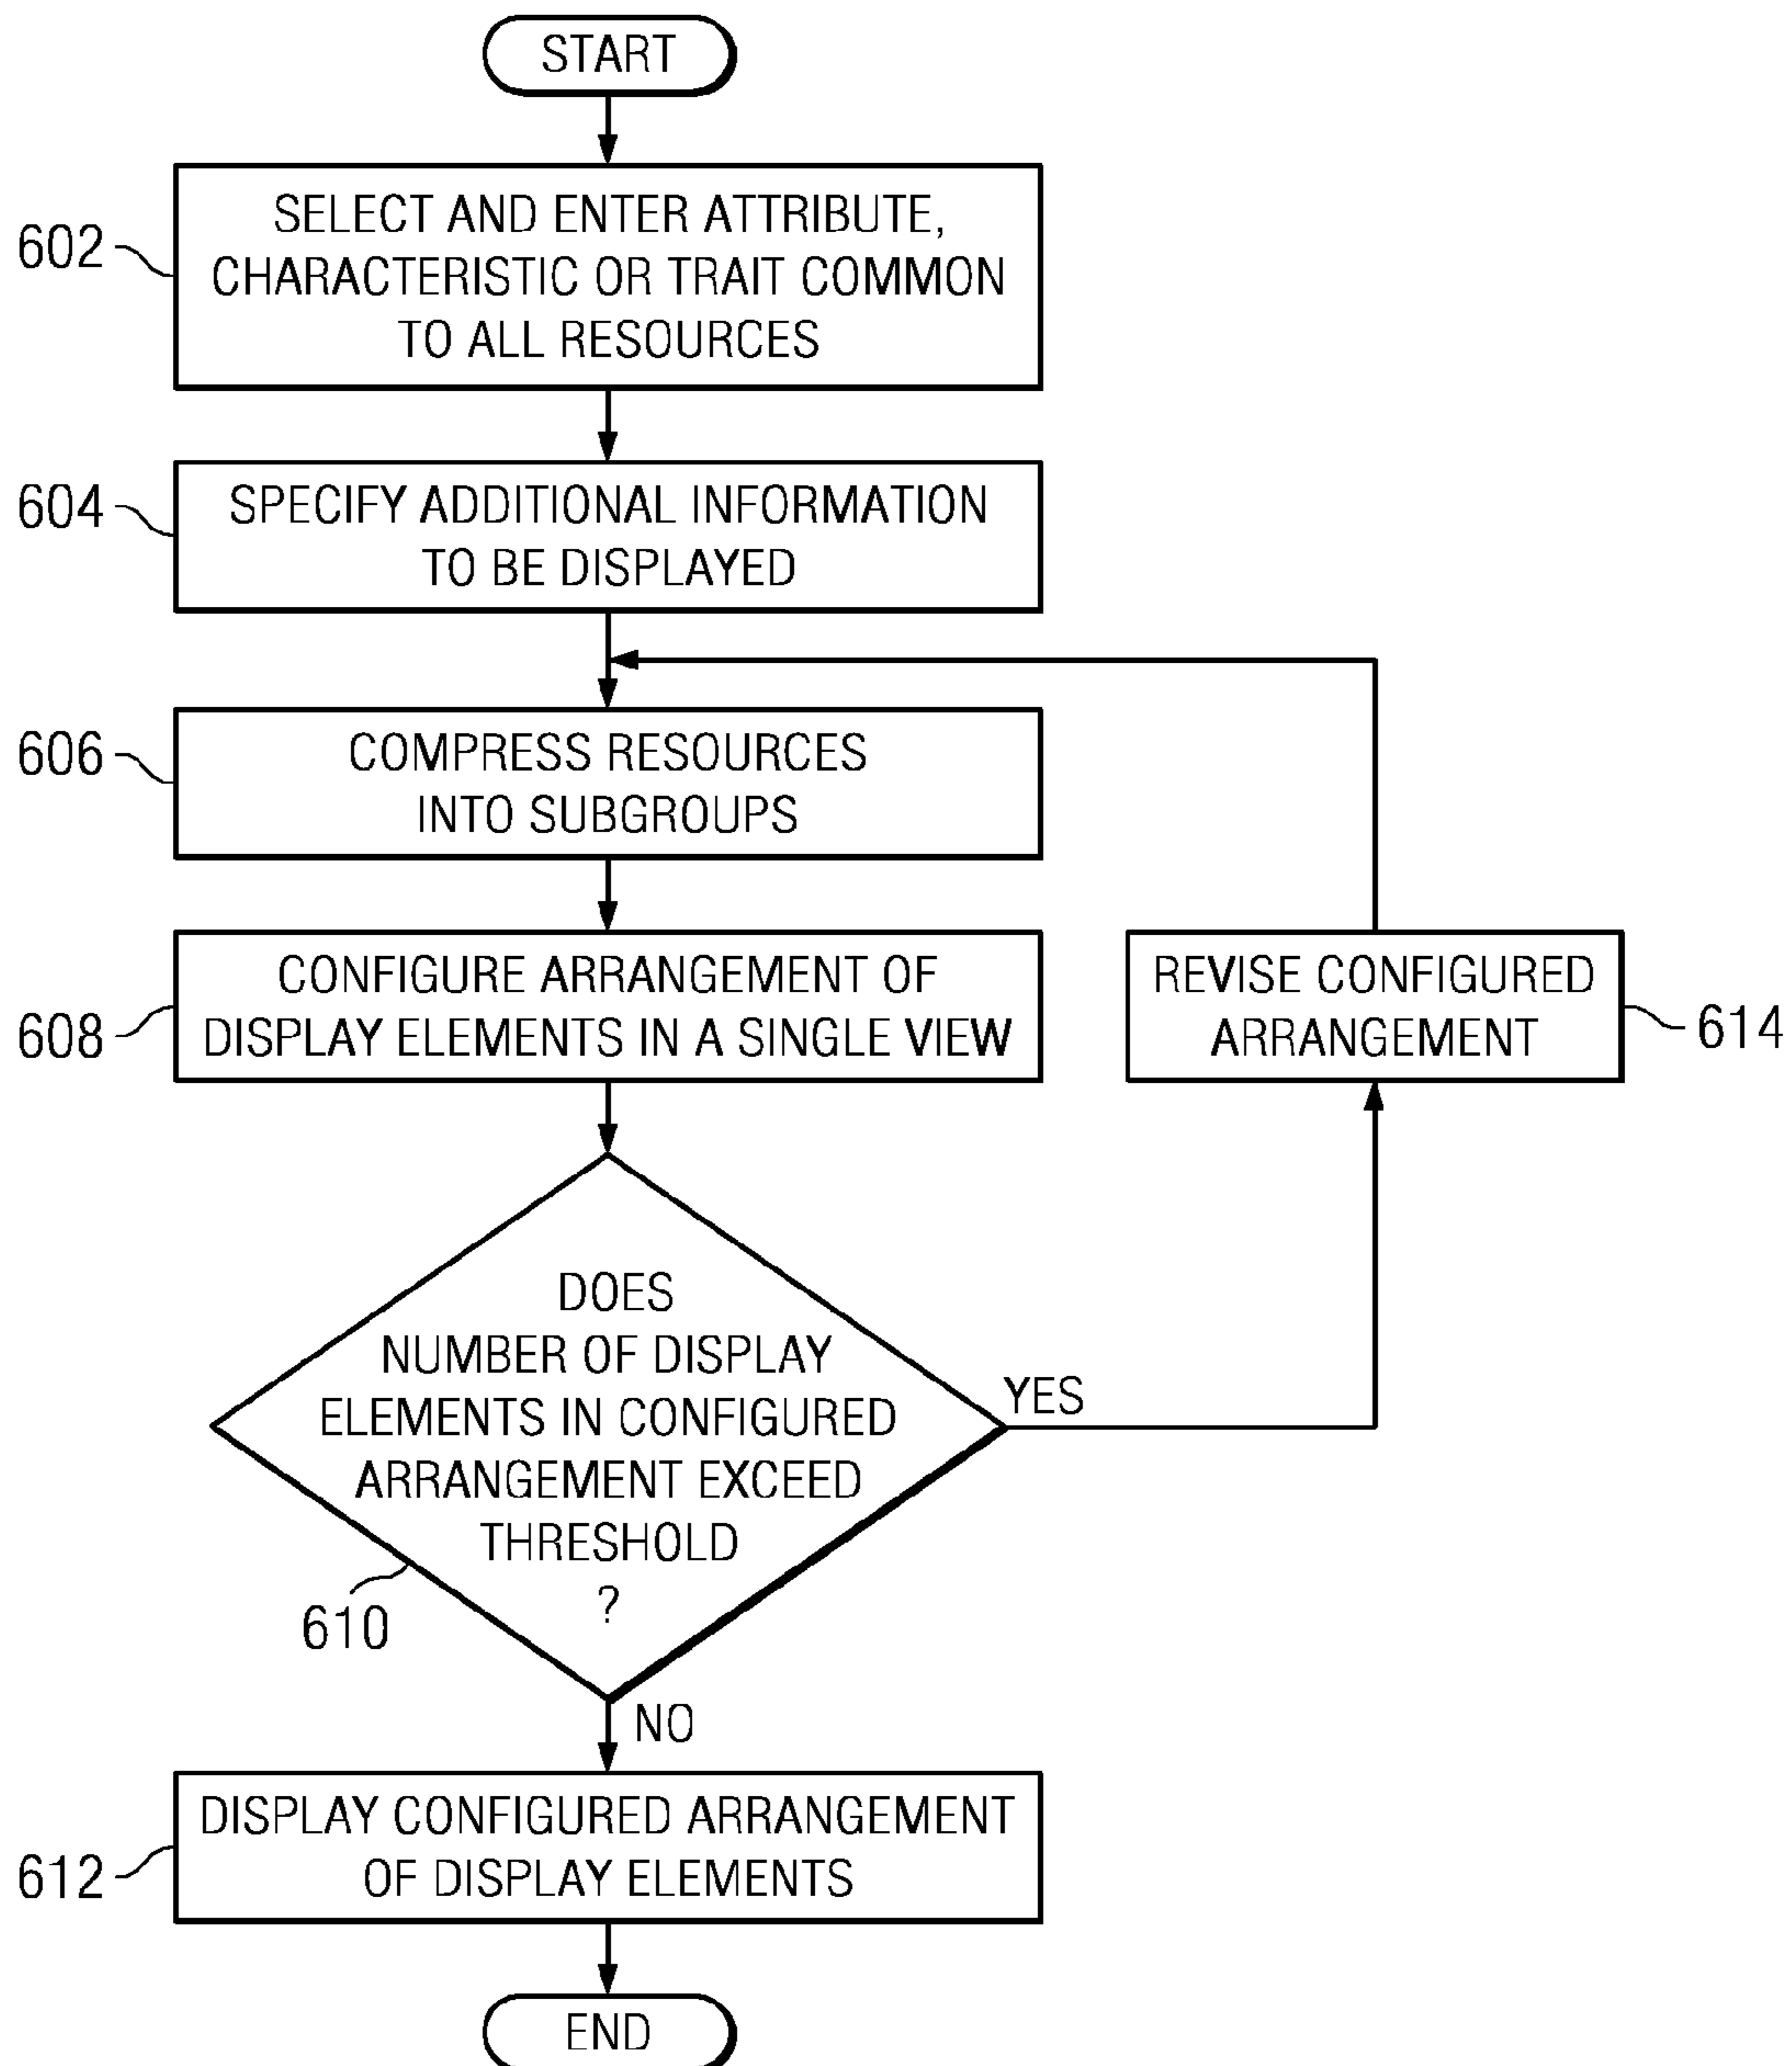 START
602
SELECT AND ENTER ATTRIBUTE,
CHARACTERISTIC OR TRAIT COMMON
TO ALL RESOURCES
604
SPECIFY ADDITIONAL INFORMATION
TO BE DISPLAYED
606
COMPRESS RESOURCES
INTO SUBGROUPS
608
CONFIGURE ARRANGEMENT OF
DISPLAY ELEMENTS IN A SINGLE VIEW
REVISE CONFIGURED
ARRANGEMENT
614
DOES
NUMBER OF DISPLAY
ELEMENTS IN CONFIGURED
ARRANGEMENT EXCEED
THRESHOLD
?
YES
610
NO
612
DISPLAY CONFIGURED ARRANGEMENT
OF DISPLAY ELEMENTS
END